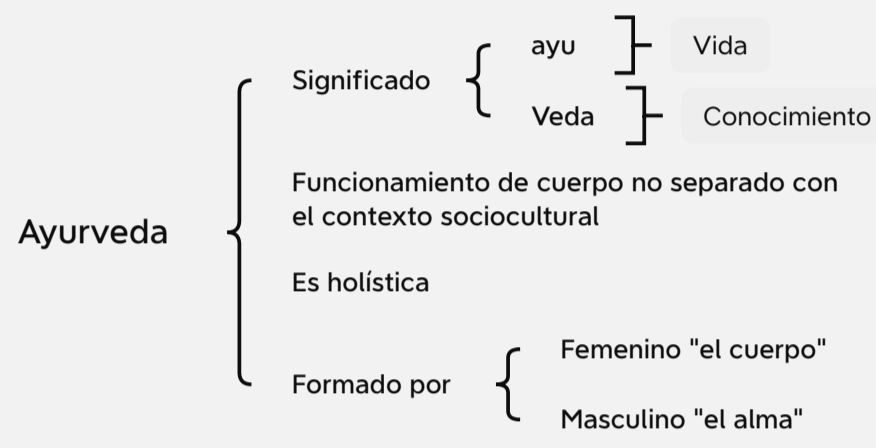 Ayurveda
Significado
ayu
Vida
Veda
Conocimiento
Funcionamiento de cuerpo no separado con
el contexto sociocultural
Es holística
Formado por
Femenino "el cuerpo"
Masculino "el alma"